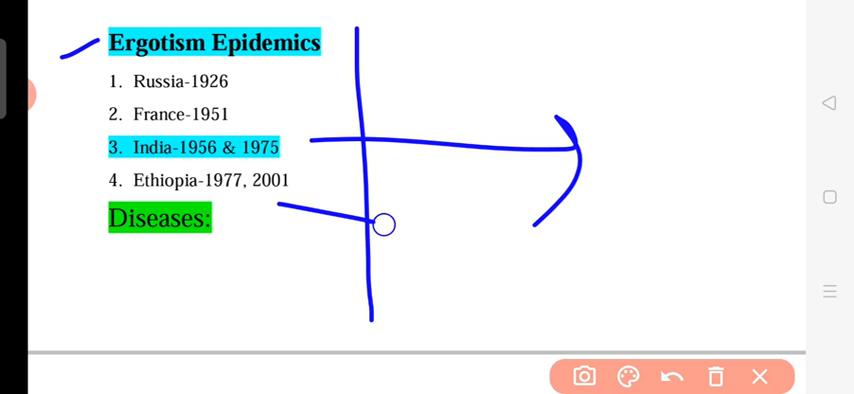 Ergotism Epidemics
1. Russia-1926
2. France-1951
3. India-1956 & 1975
4. Ethiopia-1977, 2001
Diseases: